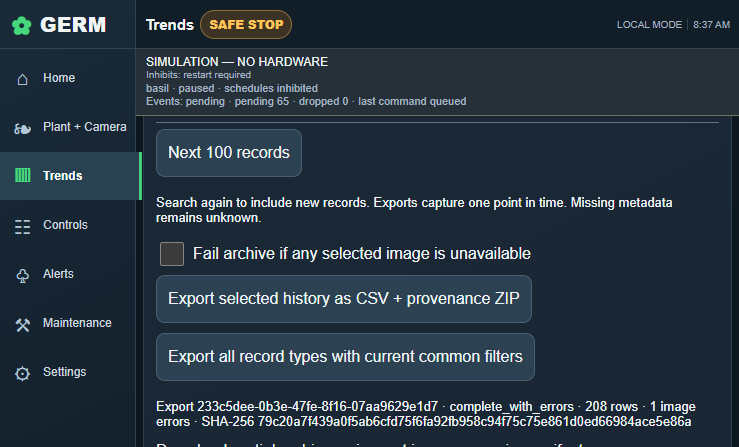 GERM
Trends SAFE STOP
LOCAL MODE 8:37 AM
SIMULATION — NO HARDWARE
Inhibits: restart required
basil · paused · schedules inhibited
Events: pending · pending 65 · dropped 0 · last command queued
Home
Plant + Camera
Trends
Controls
Alerts
Maintenance
Settings
Next 100 records
Search again to include new records. Exports capture one point in time. Missing metadata
remains unknown.
Fail archive if any selected image is unavailable
Export selected history as CSV + provenance ZIP
Export all record types with current common filters
Export 233c5dee-0b3e-47fe-8f16-07aa9629e1d7 · complete_with_errors · 208 rows · 1 image
errors · SHA-256 79c20a7f439a0f5ab6cfd75f6fa92fb958c94f75c75e861d0ed66984ace5e86a